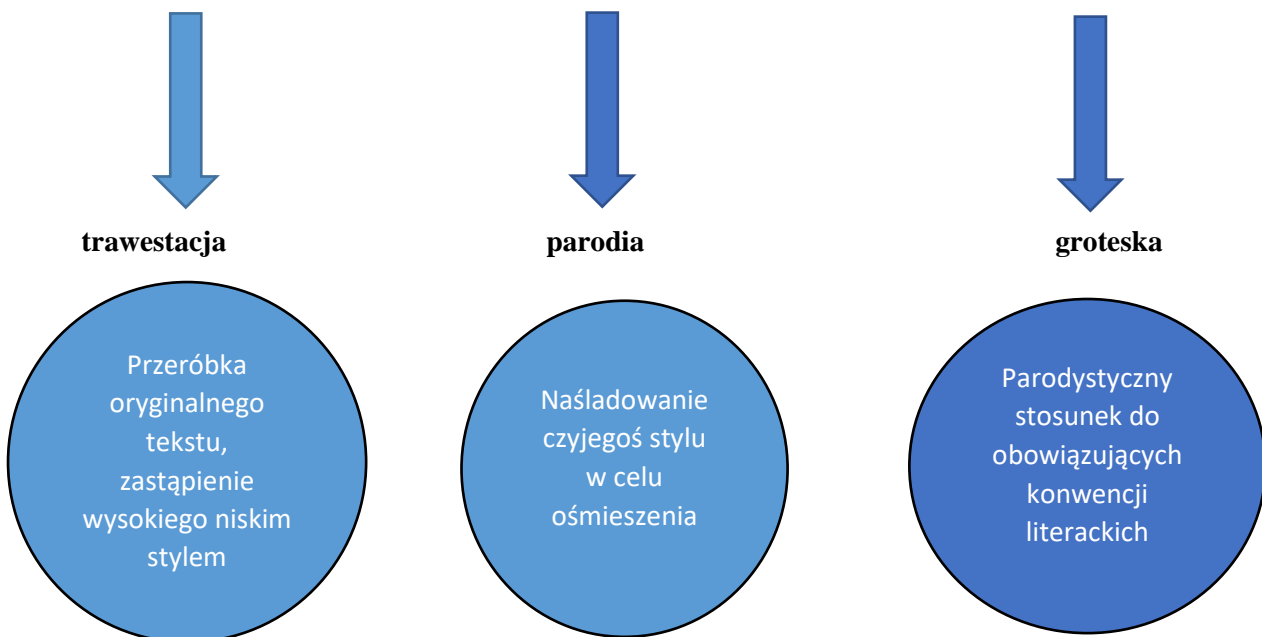 trawestacja
parodia
groteska
Przeróbka
oryginalnego
tekstu,
zastąpienie
wysokiego niskim
stylem
Naśladowanie
czyjegoś stylu
w celu
ośmieszenia
Parodystyczny
stosunek do
obowiązujących
konwencji
literackich